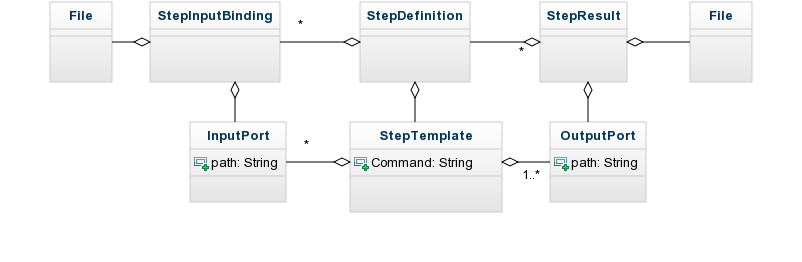 File
StepInputBinding
*
StepDefinition
*
StepResult
File
InputPort
path: String
*
StepTemplate
Command: String
1..*
OutputPort
path: String